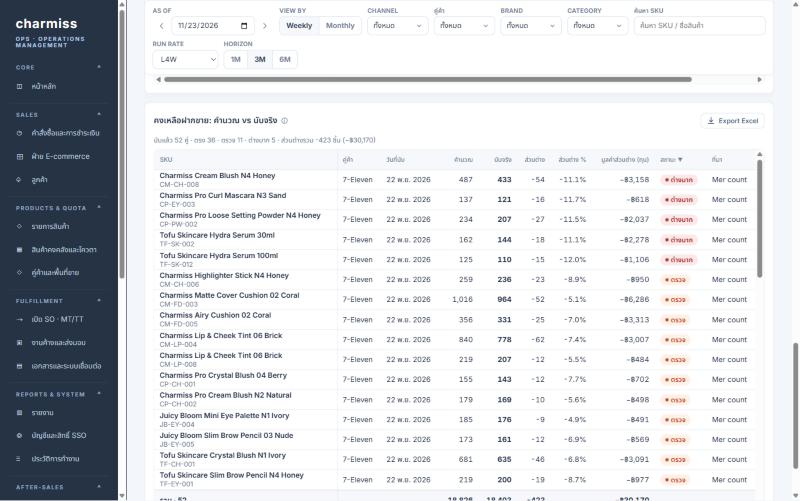 charmiss
OPS · OPERATIONS
MANAGEMENT
CORE
หน้าหลัก
SALES
คำสั่งซื้อและการชำระเงิน
ฝ่าย E-commerce
ลูกค้า
PRODUCTS & QUOTA
รายการสินค้า
สินค้าคงคลังและโควตา
คู่ค้าและพื้นที่ขาย
FULFILLMENT
เปิด SO · MT/TT
งานค้างและส่งมอบ
เอกสารและระบบเชื่อมต่อ
REPORTS & SYSTEM
รายงาน
บัญชีและสิทธิ์ SSO
ประวัติการทำงาน
AFTER-SALES
AS OF
11/23/2026
VIEW BY
Weekly Monthly
CHANNEL
ทั้งหมด
คู่ค้า
ทั้งหมด
BRAND
ทั้งหมด
CATEGORY
ทั้งหมด
ค้นหา SKU
ค้นหา SKU / ชื่อสินค้า
RUN RATE
L4W
HORIZON
1M 3M 6M
คงเหลือฝากขาย: คำนวณ vs นับจริง
Export Excel
นับแล้ว 52 คู่ · ตรง 36 · ตรวจ 11 · ต่างมาก 5 · ส่วนต่างรวม -423 ชิ้น (-฿30,170)
SKU คู่ค้า วันที่นับ คำนวณ นับจริง ส่วนต่าง ส่วนต่าง % มูลค่าส่วนต่าง (ทุน) สถานะ ▼ ที่มา
Charmiss Cream Blush N4 Honey
CM-CH-008
7-Eleven 22 พ.ย. 2026 487 433 -54 -11.1% -฿3,158 ต่างมาก Mer count
Charmiss Pro Curl Mascara N3 Sand
CP-EY-003
7-Eleven 22 พ.ย. 2026 137 121 -16 -11.7% -฿618 ต่างมาก Mer count
Charmiss Pro Loose Setting Powder N4 Honey
CP-PW-002
7-Eleven 22 พ.ย. 2026 234 207 -27 -11.5% -฿2,037 ต่างมาก Mer count
Tofu Skincare Hydra Serum 30ml
TF-SK-002
7-Eleven 22 พ.ย. 2026 162 144 -18 -11.1% -฿2,278 ต่างมาก Mer count
Tofu Skincare Hydra Serum 100ml
TF-SK-012
7-Eleven 22 พ.ย. 2026 125 110 -15 -12.0% -฿1,106 ต่างมาก Mer count
Charmiss Highlighter Stick N4 Honey
CM-CH-006
7-Eleven 22 พ.ย. 2026 259 236 -23 -8.9% -฿950 ตรวจ Mer count
Charmiss Matte Cover Cushion 02 Coral
CM-FD-003
7-Eleven 22 พ.ย. 2026 1,016 964 -52 -5.1% -฿6,286 ตรวจ Mer count
Charmiss Airy Cushion 02 Coral
CM-FD-005
7-Eleven 22 พ.ย. 2026 356 331 -25 -7.0% -฿3,313 ตรวจ Mer count
Charmiss Lip & Cheek Tint 06 Brick
CM-LP-004
7-Eleven 22 พ.ย. 2026 840 778 -62 -7.4% -฿3,007 ตรวจ Mer count
Charmiss Lip & Cheek Tint 06 Brick
CM-LP-008
7-Eleven 22 พ.ย. 2026 219 207 -12 -5.5% -฿484 ตรวจ Mer count
Charmiss Pro Crystal Blush 04 Berry
CP-CH-001
7-Eleven 22 พ.ย. 2026 155 143 -12 -7.7% -฿702 ตรวจ Mer count
Charmiss Pro Cream Blush N2 Natural
CP-CH-002
7-Eleven 22 พ.ย. 2026 179 169 -10 -5.6% -฿498 ตรวจ Mer count
Juicy Bloom Mini Eye Palette N1 Ivory
JB-EY-004
7-Eleven 22 พ.ย. 2026 185 176 -9 -4.9% -฿491 ตรวจ Mer count
Juicy Bloom Slim Brow Pencil 03 Nude
JB-EY-005
7-Eleven 22 พ.ย. 2026 173 161 -12 -6.9% -฿569 ตรวจ Mer count
Tofu Skincare Crystal Blush N1 Ivory
TF-CH-001
7-Eleven 22 พ.ย. 2026 681 635 -46 -6.8% -฿3,091 ตรวจ Mer count
Tofu Skincare Slim Brow Pencil N4 Honey
TF-EY-001
7-Eleven 22 พ.ย. 2026 219 200 -19 -8.7% -฿977 ตรวจ Mer count